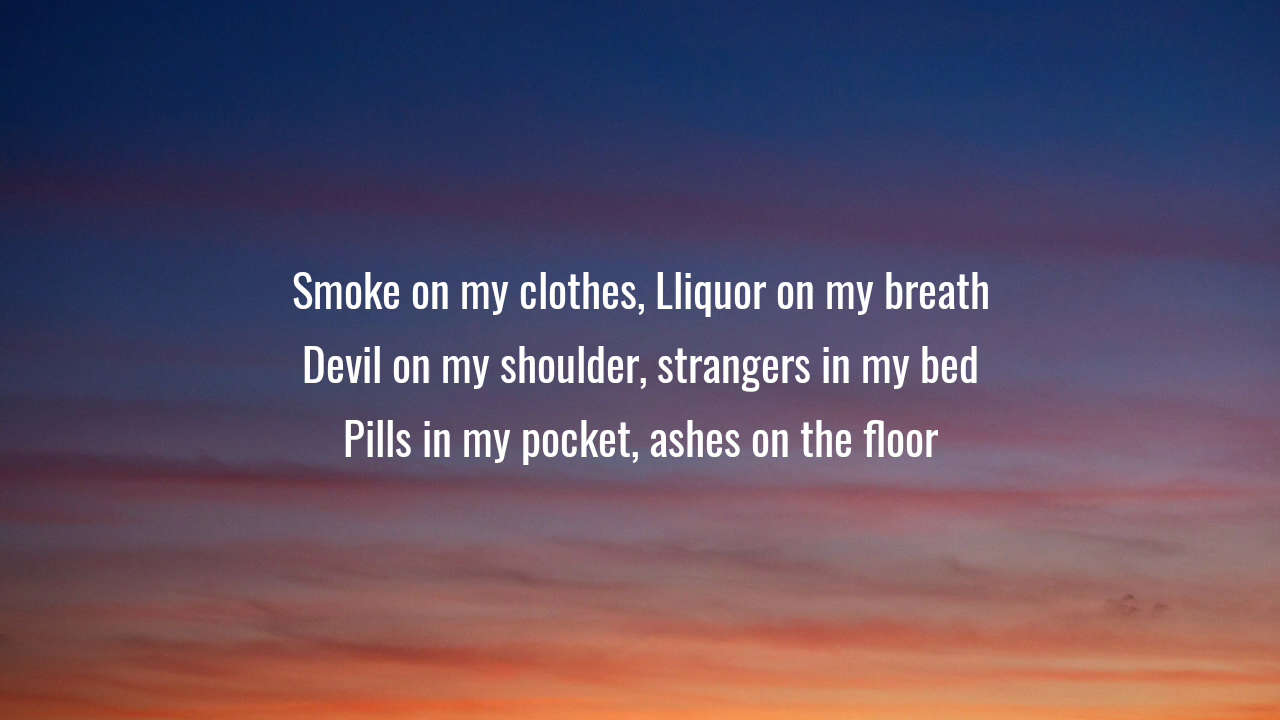 Smoke on my clothes, Lliquor on my breath
Devil on my shoulder, strangers in my bed
Pills in my pocket, ashes on the floor